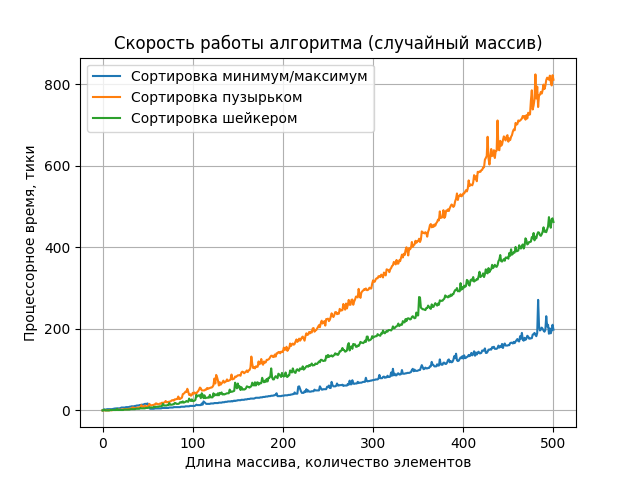 Скорость работы алгоритма (случайный массив)
Сортировка минимум/максимум
Сортировка пузырьком
Сортировка шейкером
Процессорное время, тики
800
600
400
200
0
0 100 200 300 400 500
Длина массива, количество элементов